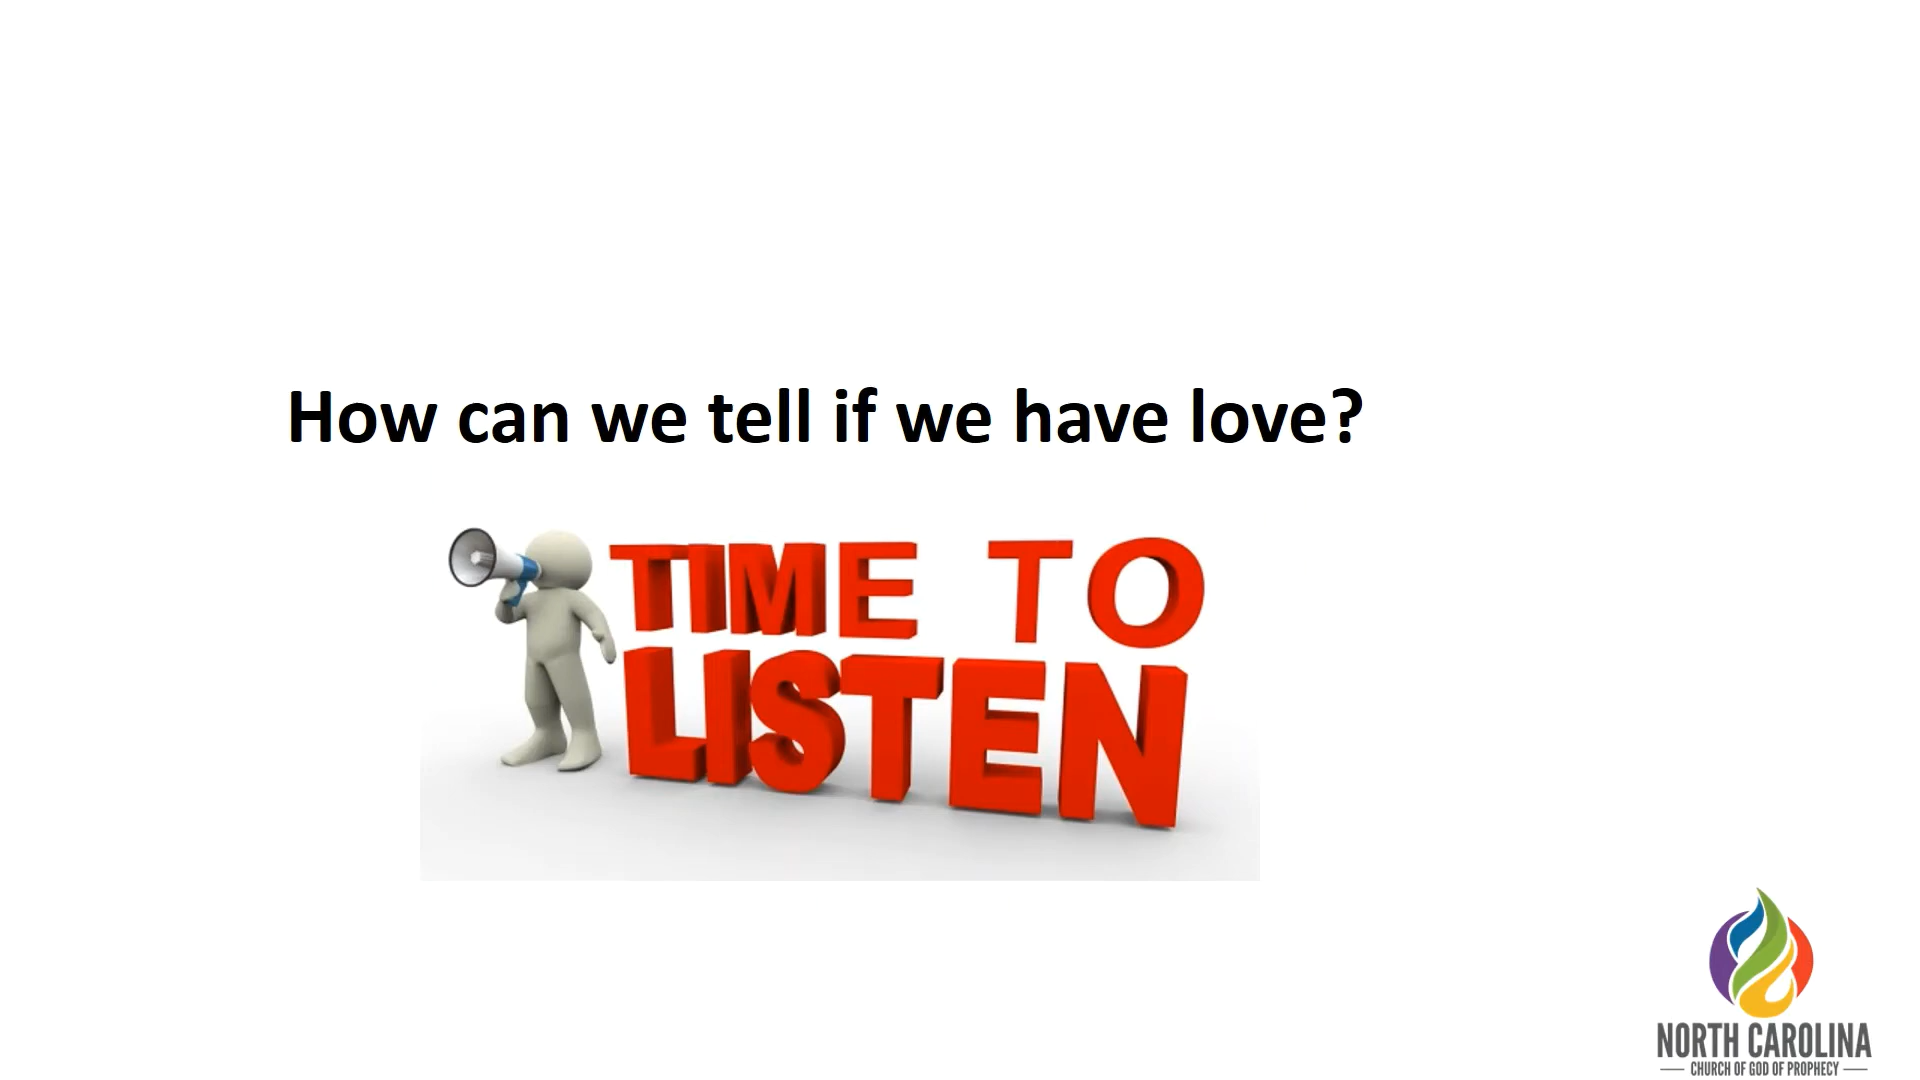 How can we tell if we have love?
TIME TO
LISTEN
NORTH CAROLINA
CHURCH OF GOD OF PROPHECY